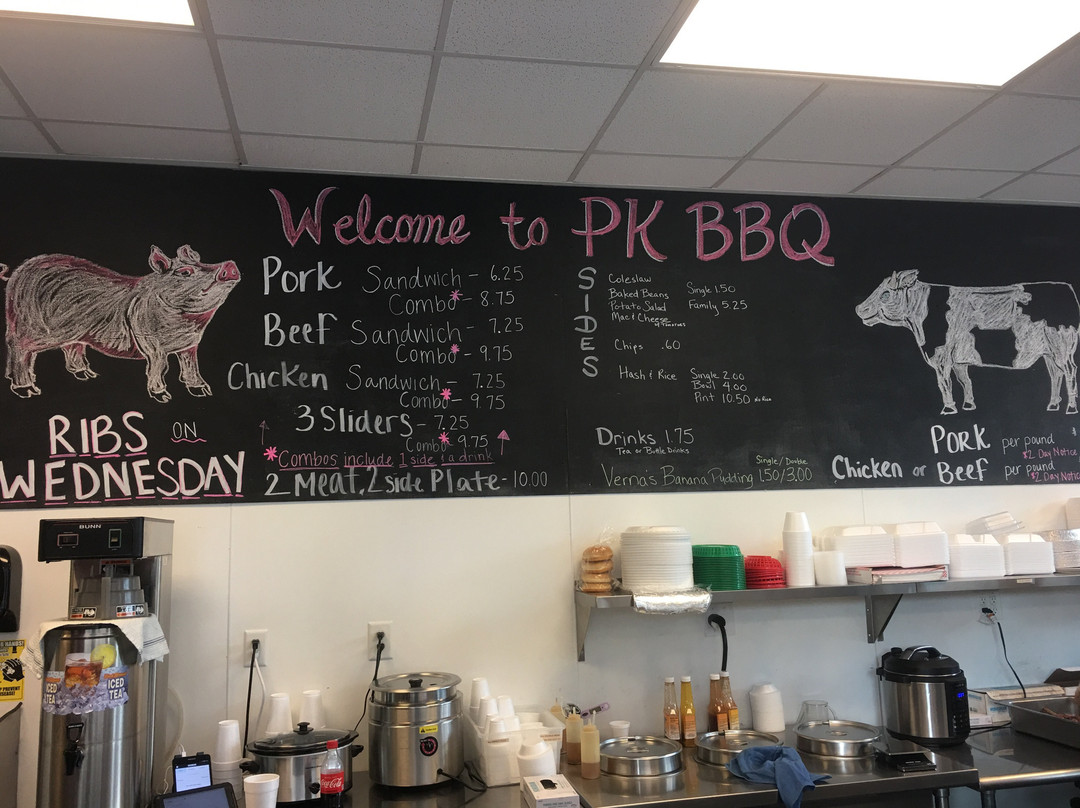 Welcome to PK BBQ
Pork Sandwich - 6.25
Combo* - 8.75
Beef Sandwich - 7.25
Combo* - 9.75
Chicken Sandwich - 7.25
Combo* - 9.75
3 Sliders - 7.25
Combo* 9.75
* Combos include 1 side & a drink
2 Meat, 2 side Plate - 10.00
RIBS ON
WEDNESDAY
SIDES
Coleslaw
Baked Beans Single 1.50
Potato Salad Family 5.25
Mac & Cheese
Chips .60
Hash & Rice Single 2.00
Bowl 4.00
Pint 10.50 No Rice
Drinks 1.75
Tea or Bottle Drinks
Single/Double
Verna's Banana Pudding 1.50/3.00
Pork per pound $
*2 Day Notice
Chicken or Beef per pound
*2 Day Notice
BUNN
ICED TEA
ICED TEA
Coca-Cola